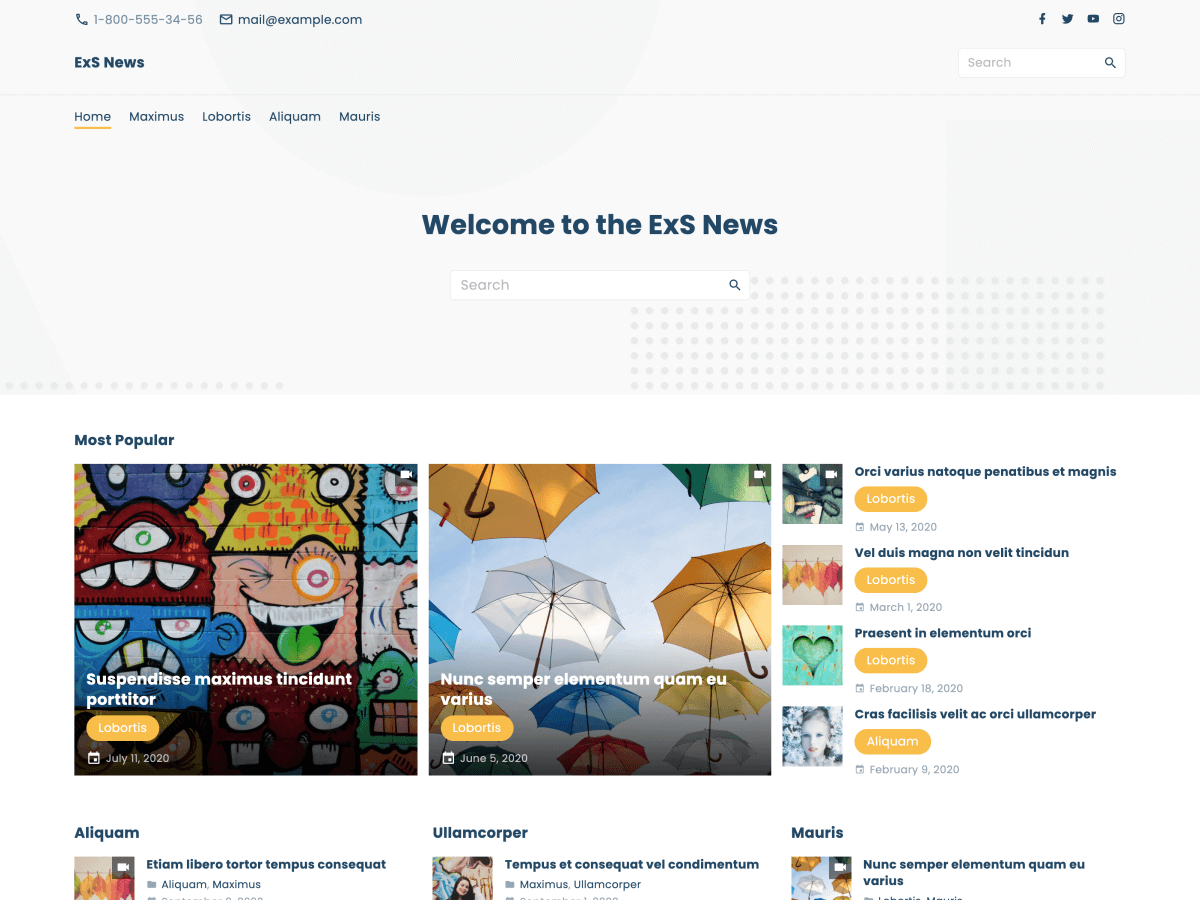 1-800-555-34-56 mail@example.com
ExS News
Search
Home Maximus Lobortis Aliquam Mauris
Welcome to the ExS News
Search
Most Popular
Suspendisse maximus tincidunt
porttitor
Lobortis
July 11, 2020
Nunc semper elementum quam eu
varius
Lobortis
June 5, 2020
Orci varius natoque penatibus et magnis
Lobortis
May 13, 2020
Vel duis magna non velit tincidun
Lobortis
March 1, 2020
Praesent in elementum orci
Lobortis
February 18, 2020
Cras facilisis velit ac orci ullamcorper
Aliquam
February 9, 2020
Aliquam
Etiam libero tortor tempus consequat
Aliquam, Maximus
Ullamcorper
Tempus et consequat vel condimentum
Maximus, Ullamcorper
Mauris
Nunc semper elementum quam eu
varius
Lobortis, Mauris